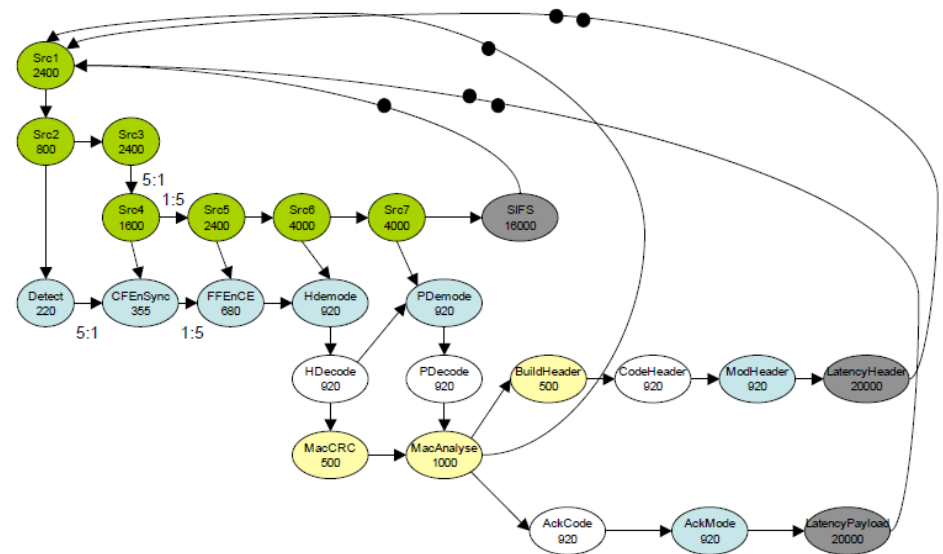 Src1
2400
Src2
800
Src3
2400
5:1
1:5
Src4
1600
Src5
2400
Src6
4000
Src7
4000
SIFS
16000
Detect
220
CFEnSync
355
FFEnCE
680
Hdemode
920
PDemode
920
5:1
1:5
HDecode
920
PDecode
920
BuildHeader
500
CodeHeader
920
ModHeader
920
LatencyHeader
20000
MacCRC
500
MacAnalyse
1000
AckCode
920
AckMode
920
LatencyPayload
20000